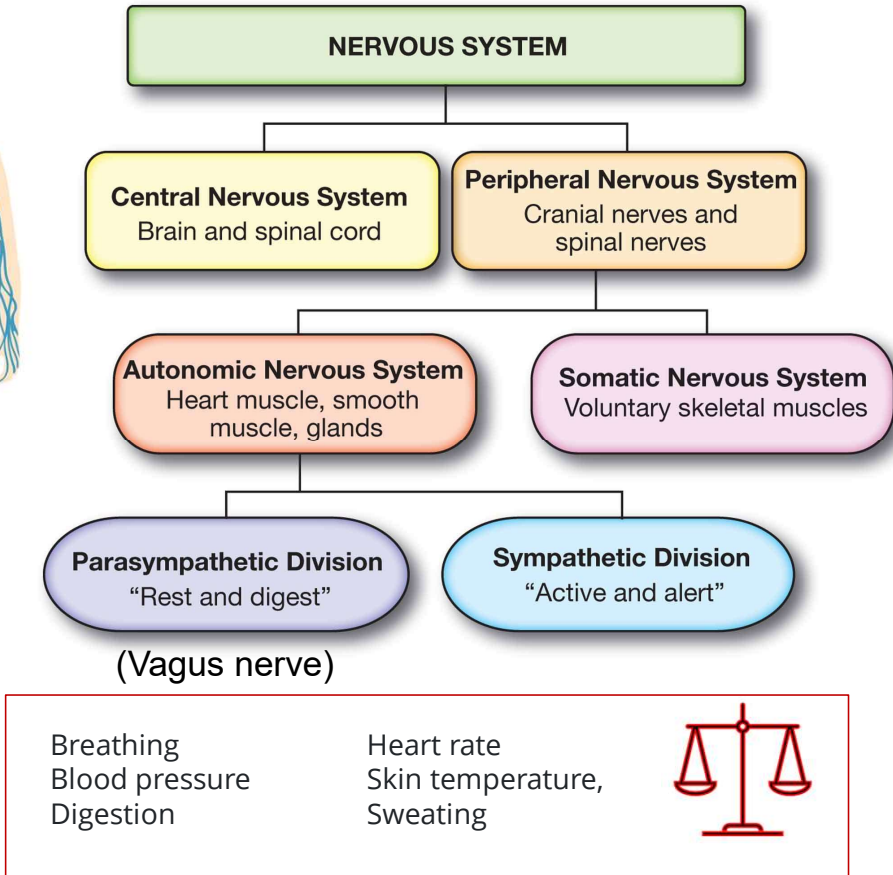 NERVOUS SYSTEM
Central Nervous System
Brain and spinal cord
Peripheral Nervous System
Cranial nerves and
spinal nerves
Autonomic Nervous System
Heart muscle, smooth
muscle, glands
Somatic Nervous System
Voluntary skeletal muscles
Parasympathetic Division
“Rest and digest”
(Vagus nerve)
Sympathetic Division
“Active and alert”
Breathing
Blood pressure
Digestion
Heart rate
Skin temperature,
Sweating